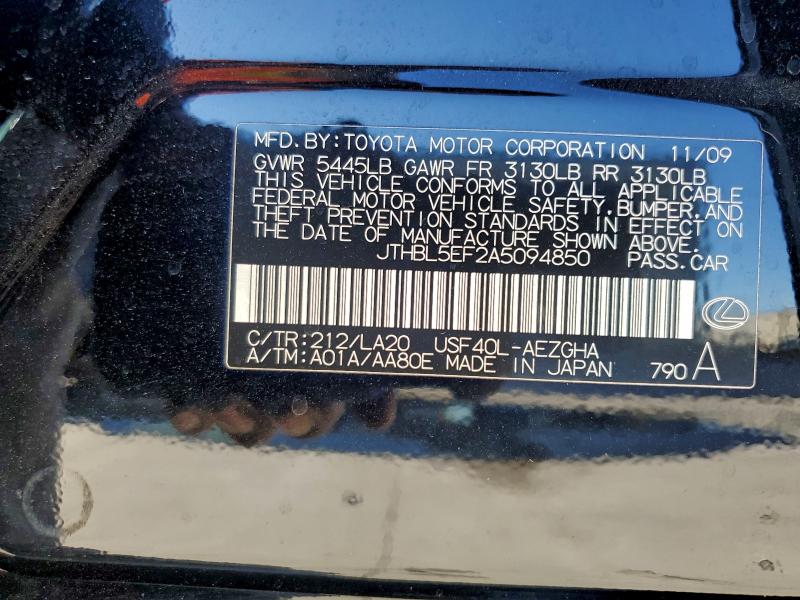 MFD. BY: TOYOTA MOTOR CORPORATION 11/09
GVWR 5445LB GAWR FR 3130LB RR 3130LB
THIS VEHICLE CONFORMS TO ALL APPLICABLE
FEDERAL MOTOR VEHICLE SAFETY, BUMPER, AND
THEFT PREVENTION STANDARDS IN EFFECT ON
THE DATE OF MANUFACTURE SHOWN ABOVE.
JTHBL5EF2A5094850 PASS. CAR
C/TR: 212/LA20 USF40L-AEZGHA
A/TM: A01A/AA80E MADE IN JAPAN 790 A